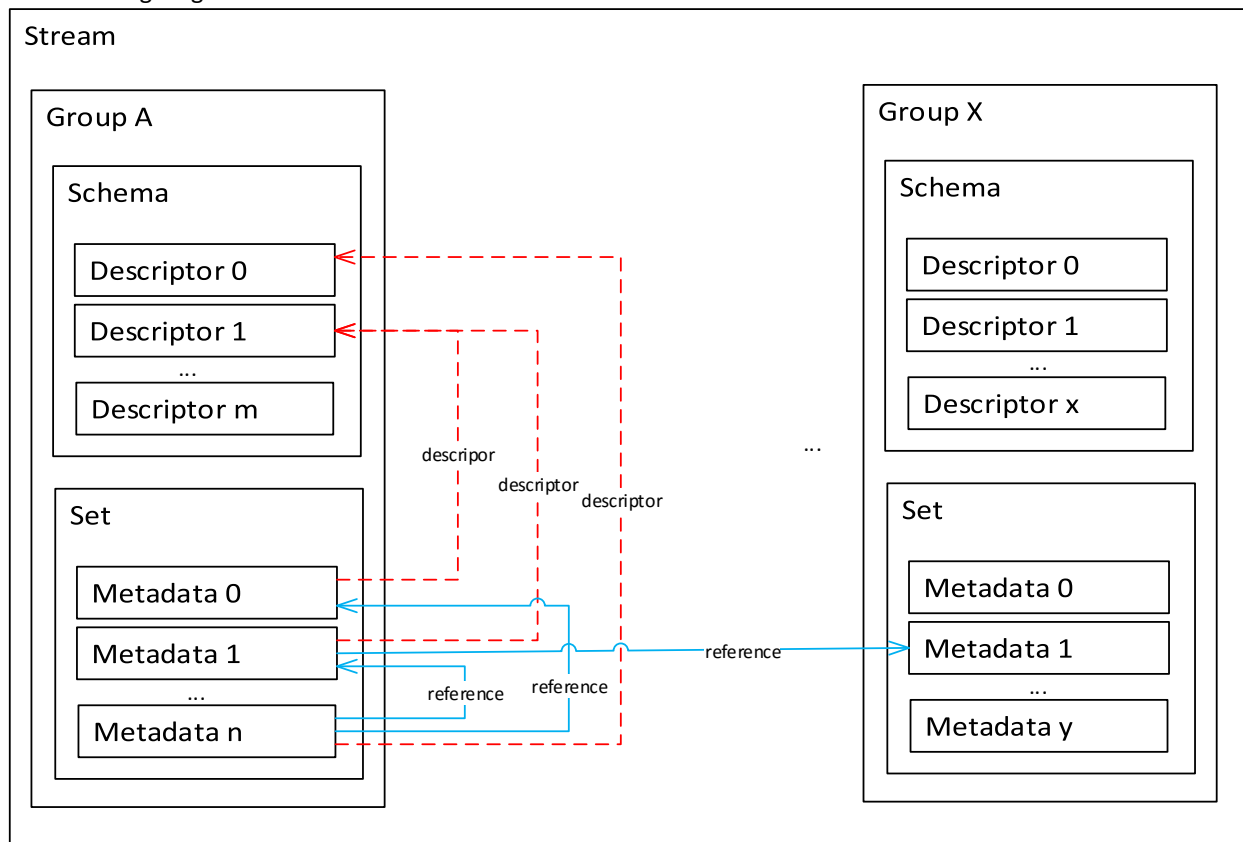 Stream
Group A
Schema
Descriptor 0
Descriptor 1
...
Descriptor m
Set
Metadata 0
Metadata 1
...
Metadata n
descripor
descriptor
descriptor
reference
reference
reference
...
Group X
Schema
Descriptor 0
Descriptor 1
...
Descriptor x
Set
Metadata 0
Metadata 1
...
Metadata y